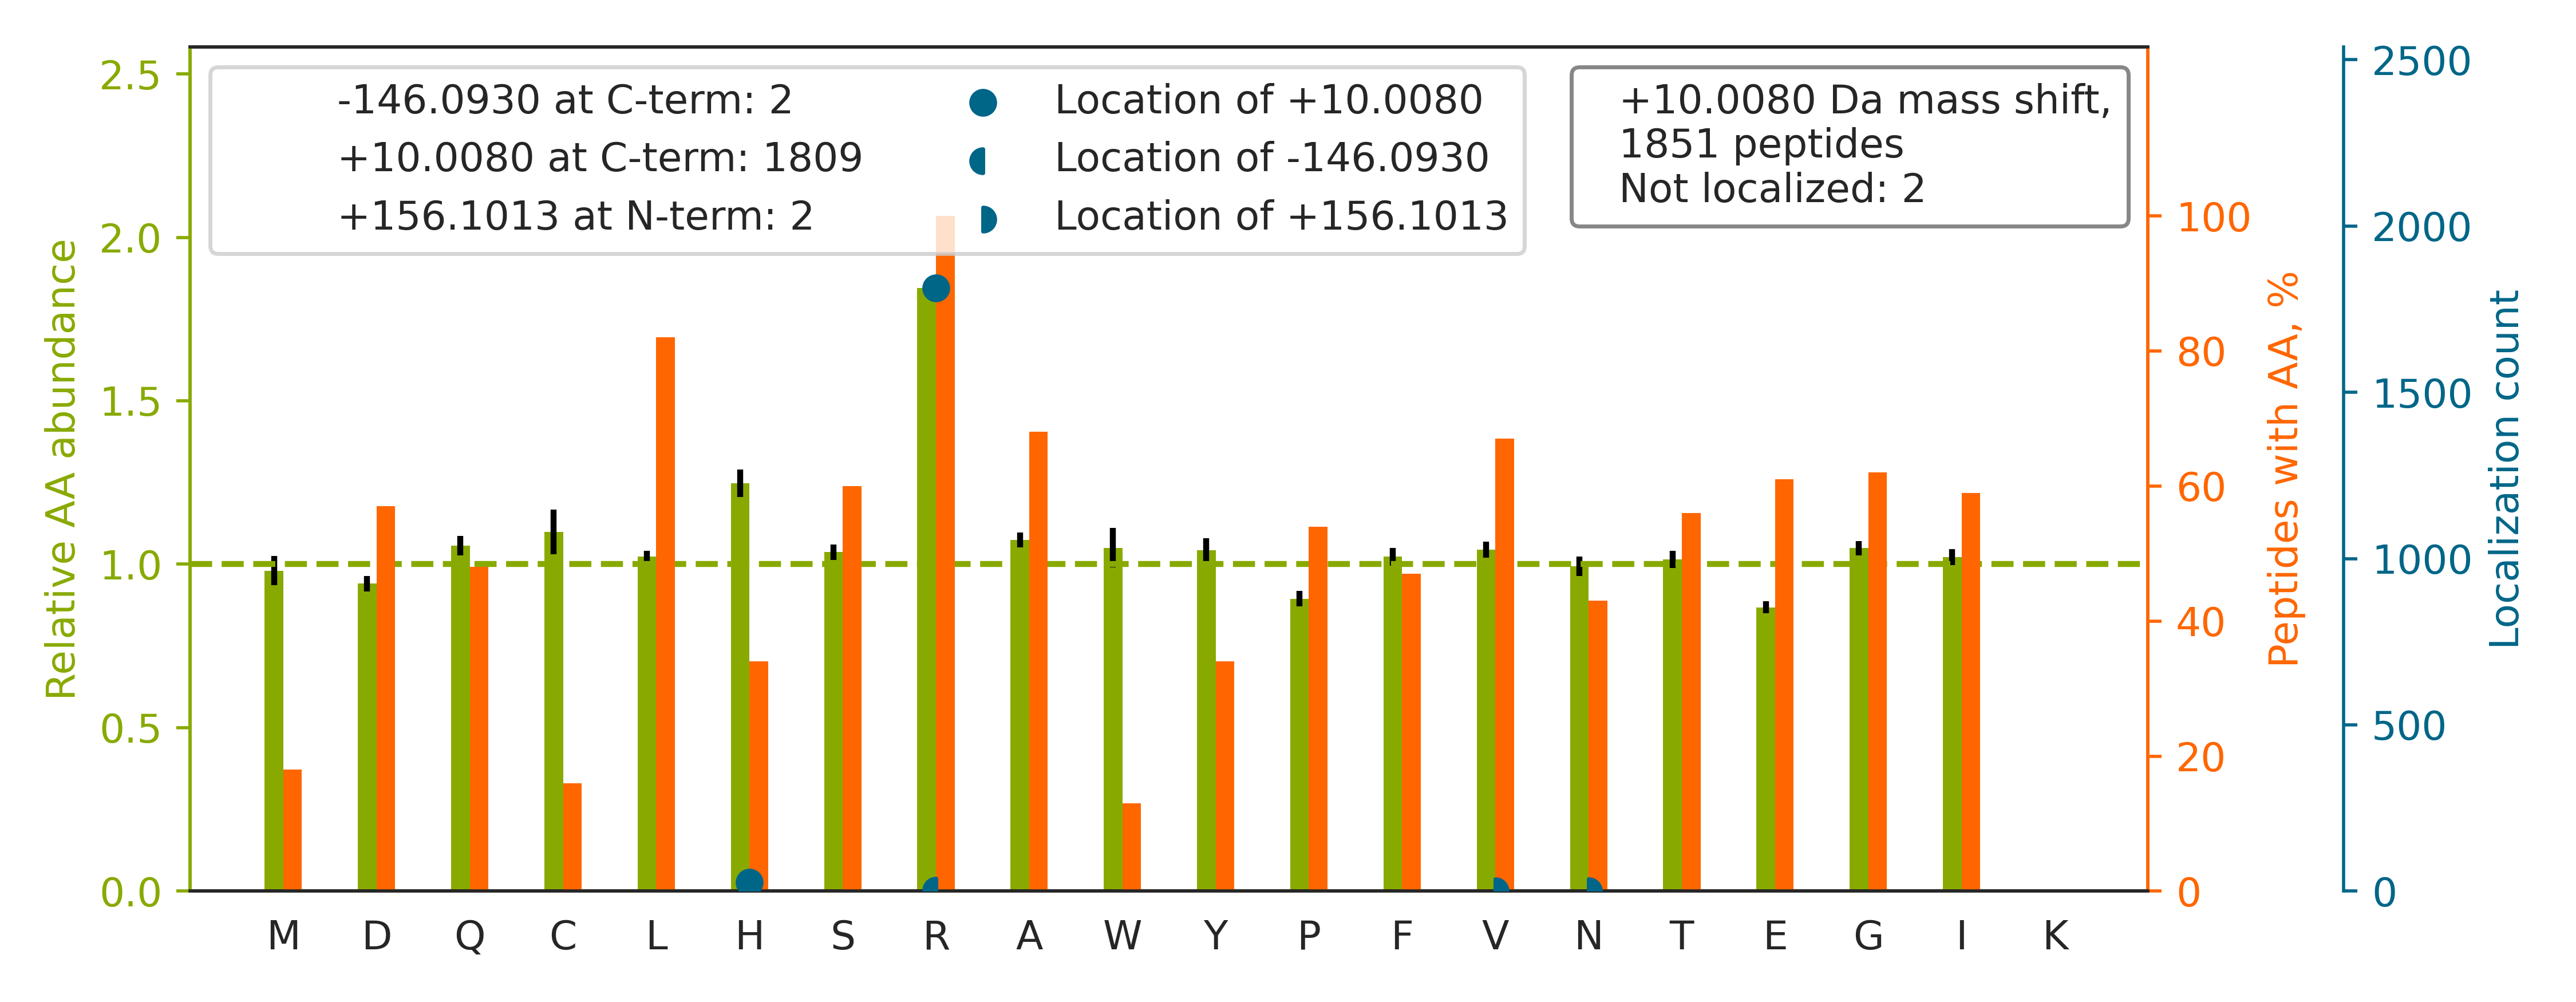 -146.0930 at C-term: 2
+10.0080 at C-term: 1809
+156.1013 at N-term: 2
Location of +10.0080
Location of -146.0930
Location of +156.1013
+10.0080 Da mass shift,
1851 peptides
Not localized: 2
Relative AA abundance
2.5
2.0
1.5
1.0
0.5
0.0
100
80
60
40
20
0
Peptides with AA, %
2500
2000
1500
1000
500
0
Localization count
M D Q C L H S R A W Y P F V N T E G I K